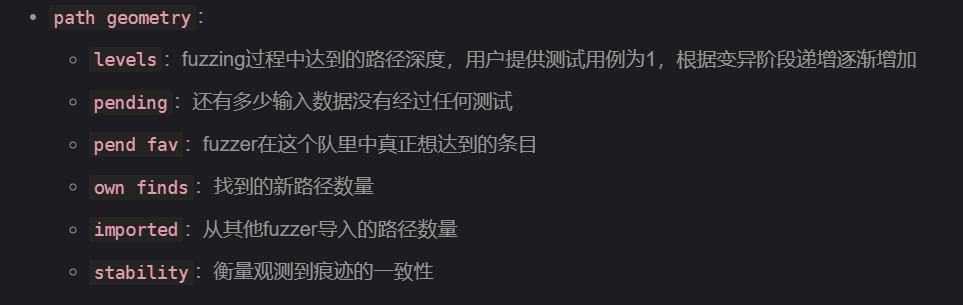 path geometry：
levels：fuzzing过程中达到的路径深度，用户提供测试用例为1，根据变异阶段递增逐渐增加
pending：还有多少输入数据没有经过任何测试
pend fav：fuzzer在这个队里中真正想达到的条目
own finds：找到的新路径数量
imported：从其他fuzzer导入的路径数量
stability：衡量观测到痕迹的一致性